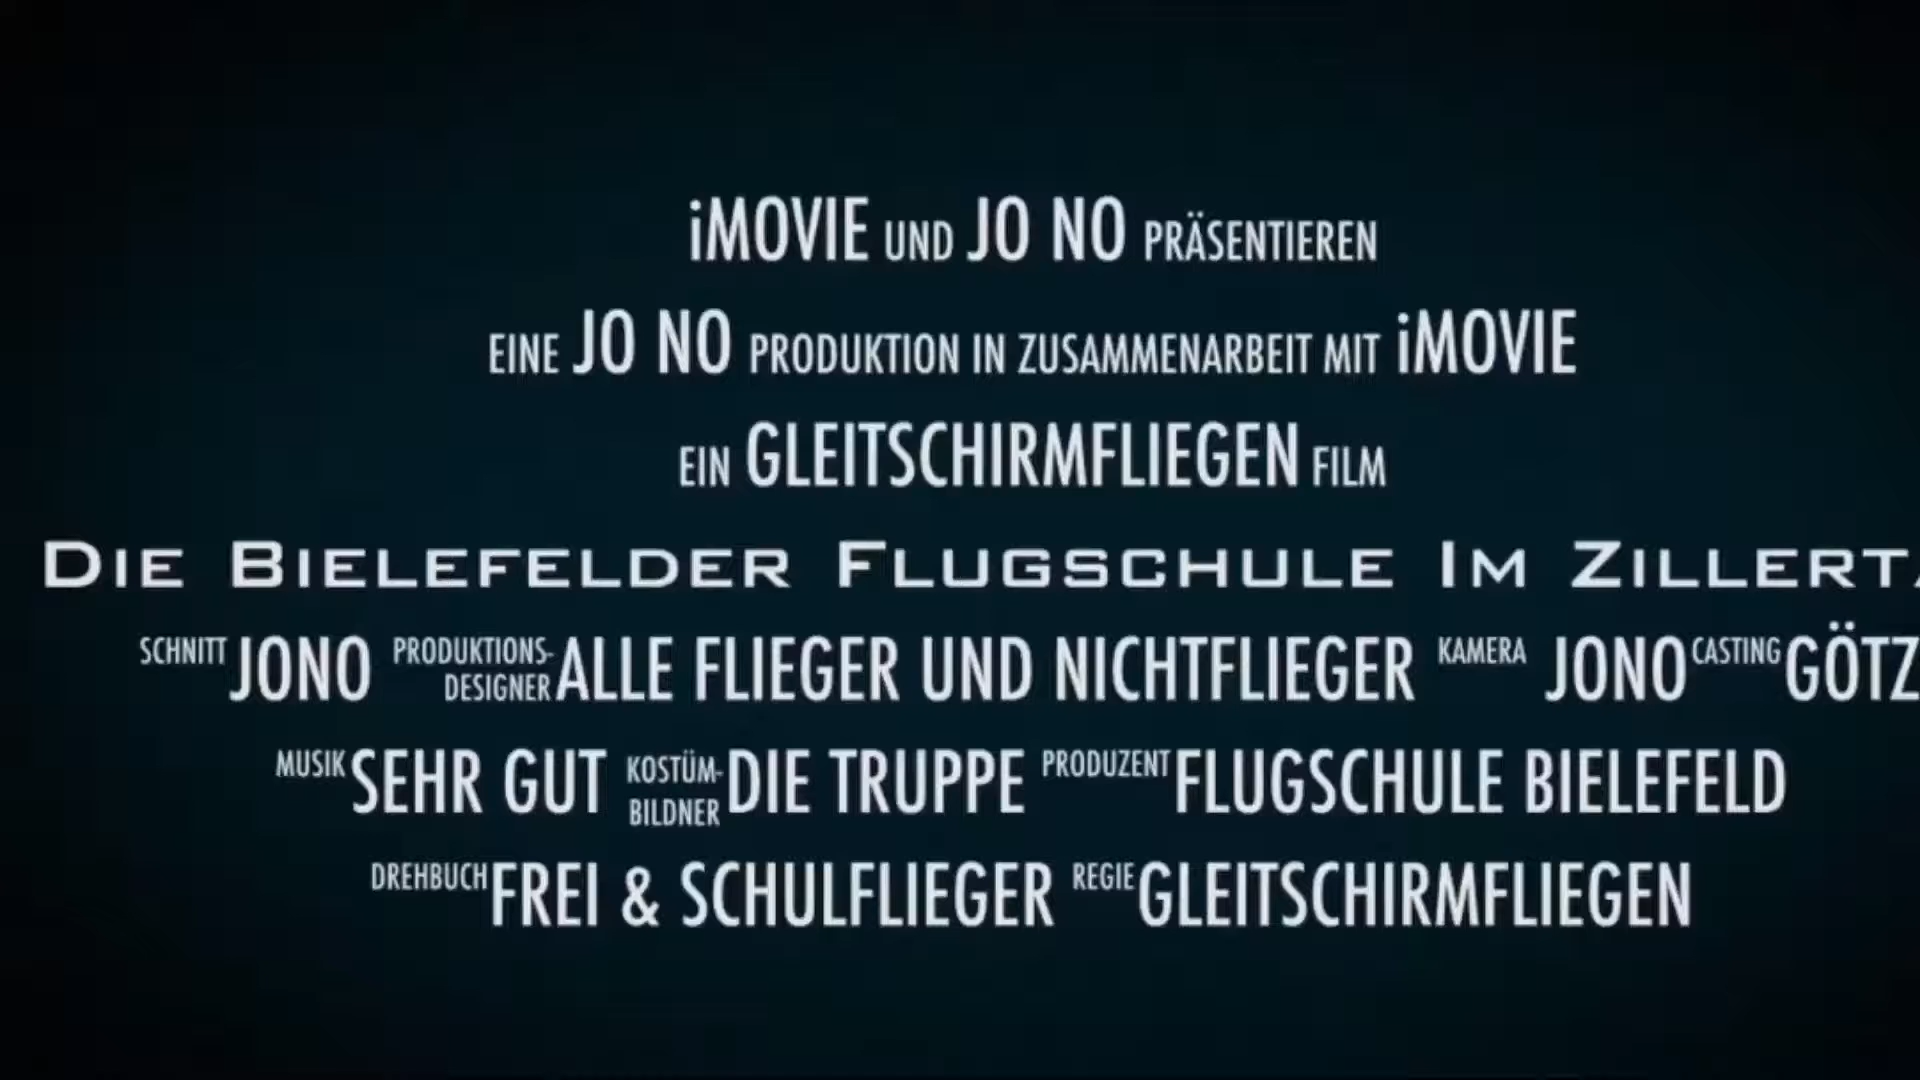 iMOVIE UND JO NO PRÄSENTIEREN
EINE JO NO PRODUKTION IN ZUSAMMENARBEIT MIT iMOVIE
EIN GLEITSCHIRMFLIEGEN FILM
DIE BIELEFELDER FLUGSCHULE IM ZILLERTA
SCHNITT JONO PRODUKTIONS-DESIGNER ALLE FLIEGER UND NICHTFLIEGER KAMERA JONO CASTING GÖTZ
MUSIK SEHR GUT KOSTÜM-BILDNER DIE TRUPPE PRODUZENT FLUGSCHULE BIELEFELD
DREHBUCH FREI & SCHULFLIEGER REGIE GLEITSCHIRMFLIEGEN